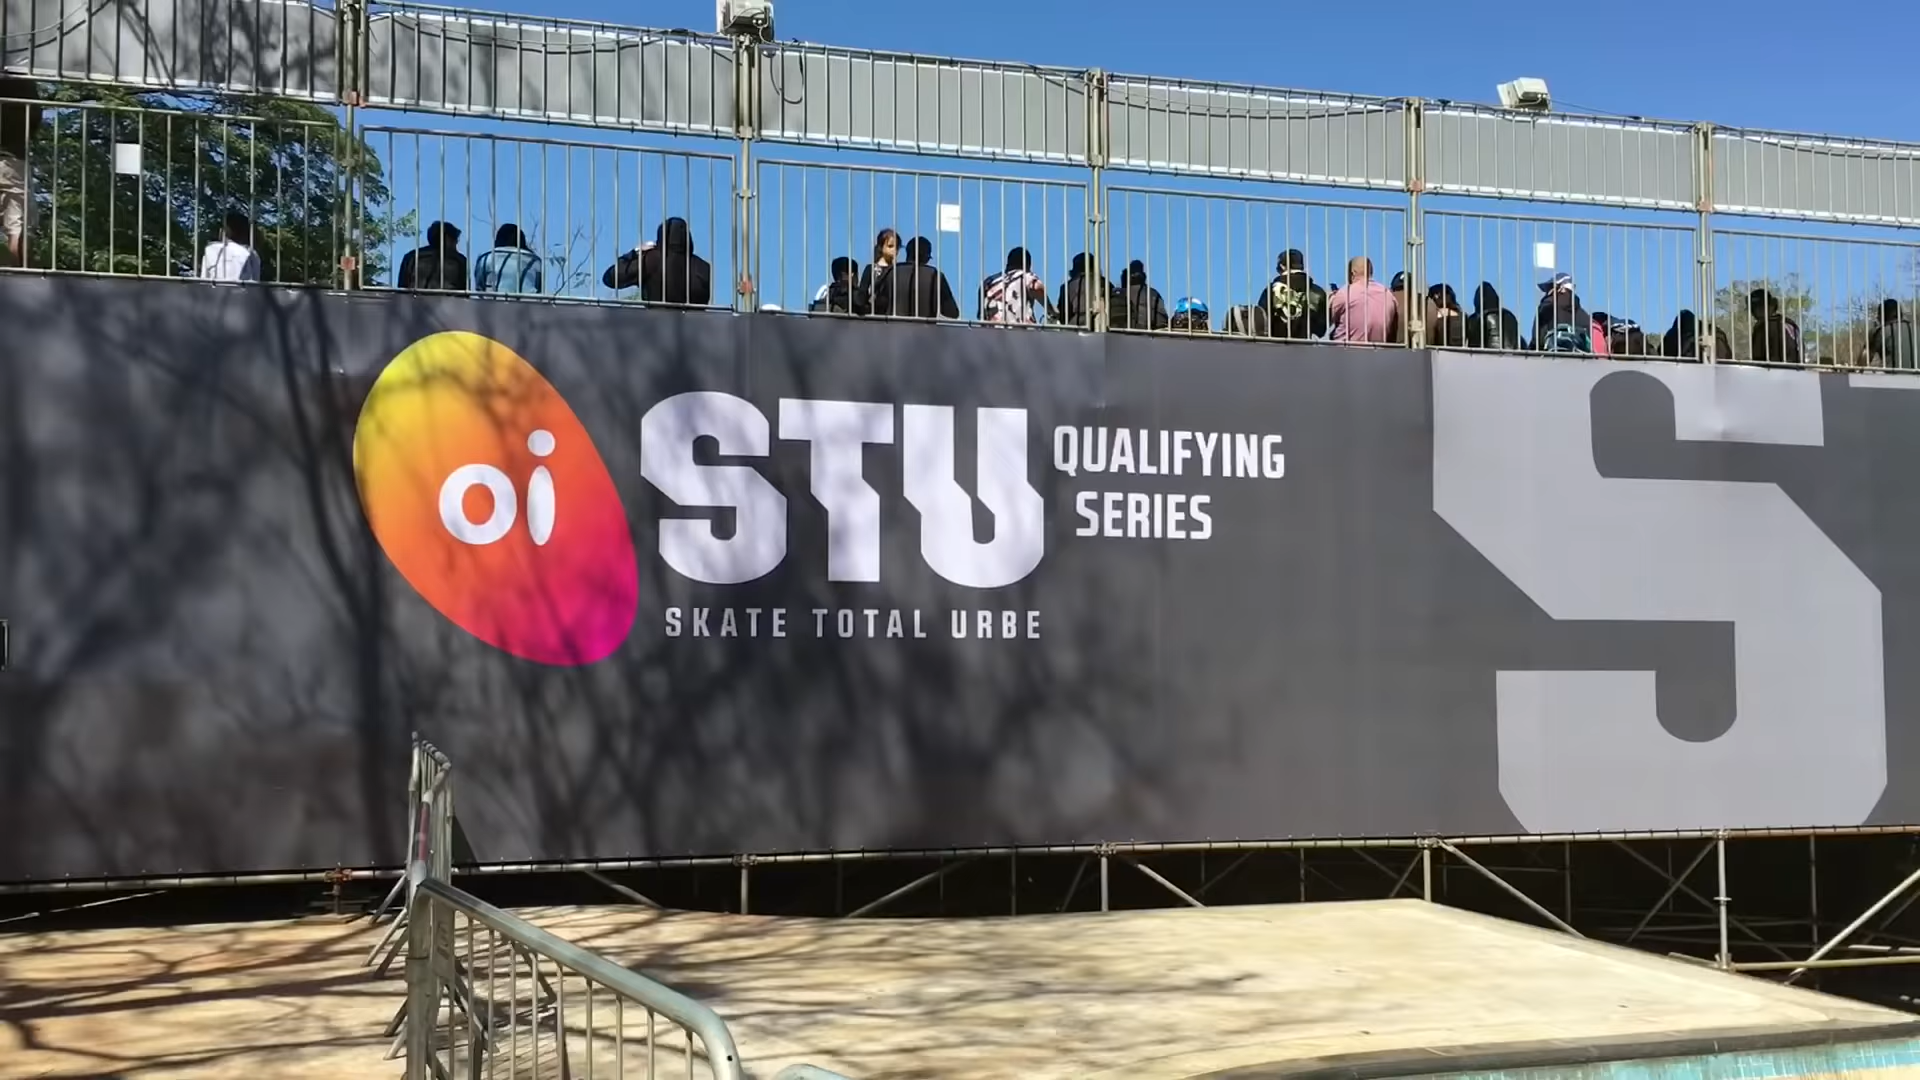 oi
STU
QUALIFYING
SERIES
SKATE TOTAL URBE
S